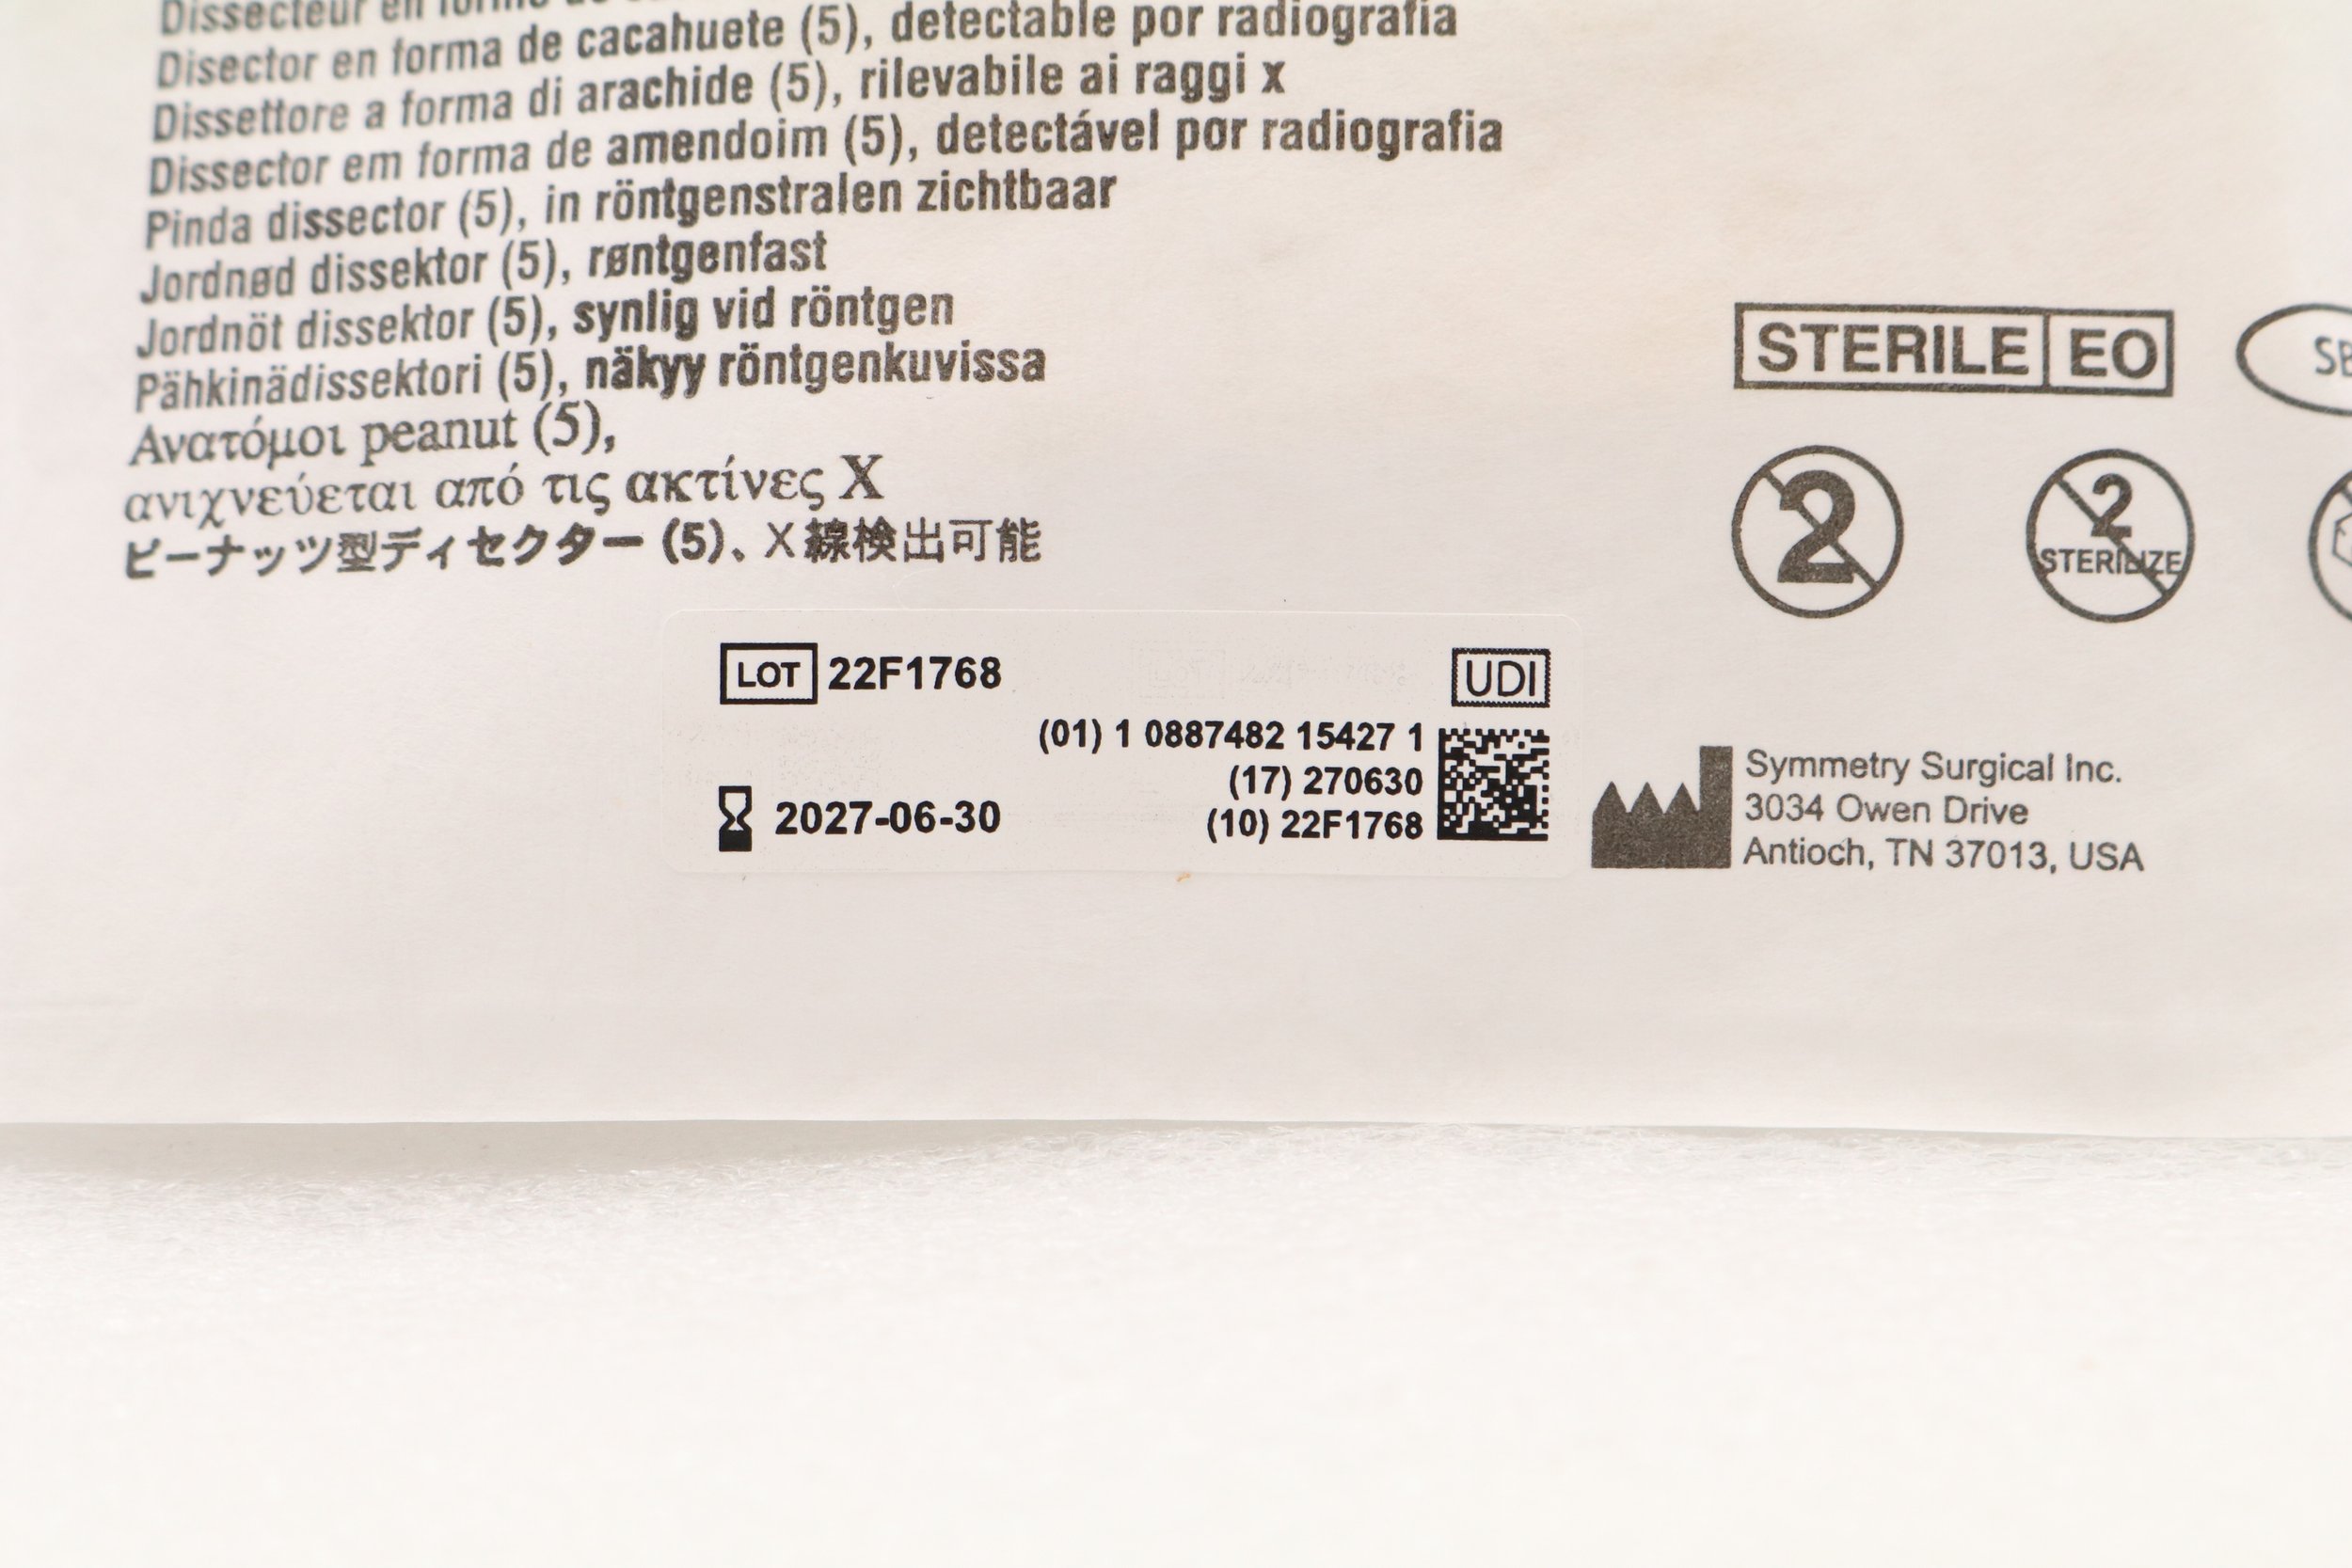 Dissecteur en forme de
Disector en forma de cacahuete (5), detectable por radiografia
Dissettore a forma di arachide (5), rilevabile ai raggi x
Dissector em forma de amendoim (5), detectável por radiografia
Pinda dissector (5), in röntgenstralen zichtbaar
Jordnød dissektor (5), røntgenfast
Jordnöt dissektor (5), synlig vid röntgen
Pähkinädissektori (5), näkyy röntgenkuvissa
Ανατόμοι peanut (5),
ανιχνεύεται από τις ακτίνες X
ピーナッツ型ディセクター (5)、X線検出可能
STERILE EO
2
2
STERILIZE
LOT 22F1768
UDI
(01) 1 0887482 15427 1
(17) 270630
2027-06-30
(10) 22F1768
Symmetry Surgical Inc.
3034 Owen Drive
Antioch, TN 37013, USA